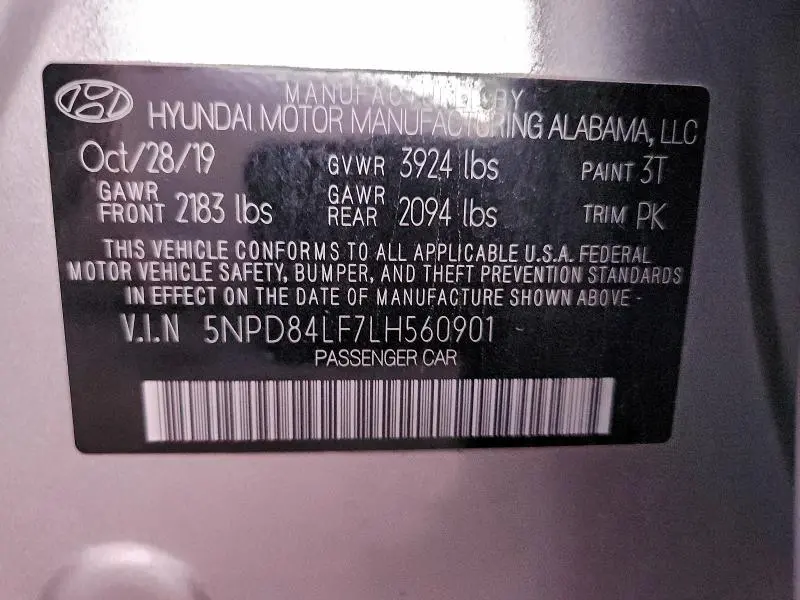 MANUFACTURED BY
HYUNDAI MOTOR MANUFACTURING ALABAMA, LLC
Oct/28/19 GVWR 3924 lbs PAINT 3T
GAWR FRONT 2183 lbs GAWR REAR 2094 lbs TRIM PK
THIS VEHICLE CONFORMS TO ALL APPLICABLE U.S.A. FEDERAL
MOTOR VEHICLE SAFETY, BUMPER, AND THEFT PREVENTION STANDARDS
IN EFFECT ON THE DATE OF MANUFACTURE SHOWN ABOVE -
V.I.N 5NPD84LF7LH560901
PASSENGER CAR